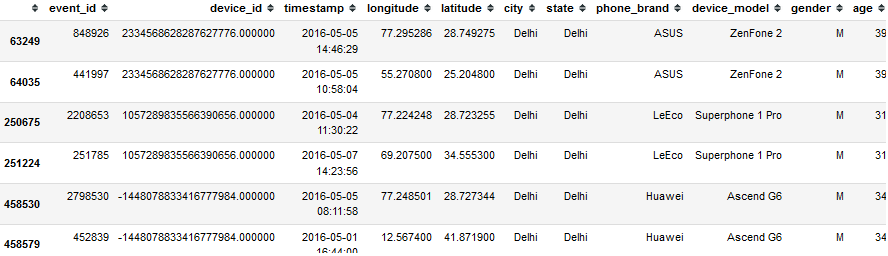 event_id device_id timestamp longitude latitude city state phone_brand device_model gender age
63249 848926 2334568628287627776.000000 2016-05-05 14:46:29 77.295286 28.749275 Delhi Delhi ASUS ZenFone 2 M 39
64035 441997 2334568628287627776.000000 2016-05-05 10:58:04 55.270800 25.204800 Delhi Delhi ASUS ZenFone 2 M 39
250675 2208653 1057289835566390656.000000 2016-05-04 11:30:22 77.224248 28.723255 Delhi Delhi LeEco Superphone 1 Pro M 31
251224 251785 1057289835566390656.000000 2016-05-07 14:23:56 69.207500 34.555300 Delhi Delhi LeEco Superphone 1 Pro M 31
458530 2798530 -1448078833416777984.000000 2016-05-05 08:11:58 77.248501 28.727344 Delhi Delhi Huawei Ascend G6 M 34
458579 452839 -1448078833416777984.000000 2016-05-01 16:44:00 12.567400 41.871900 Delhi Delhi Huawei Ascend G6 M 34